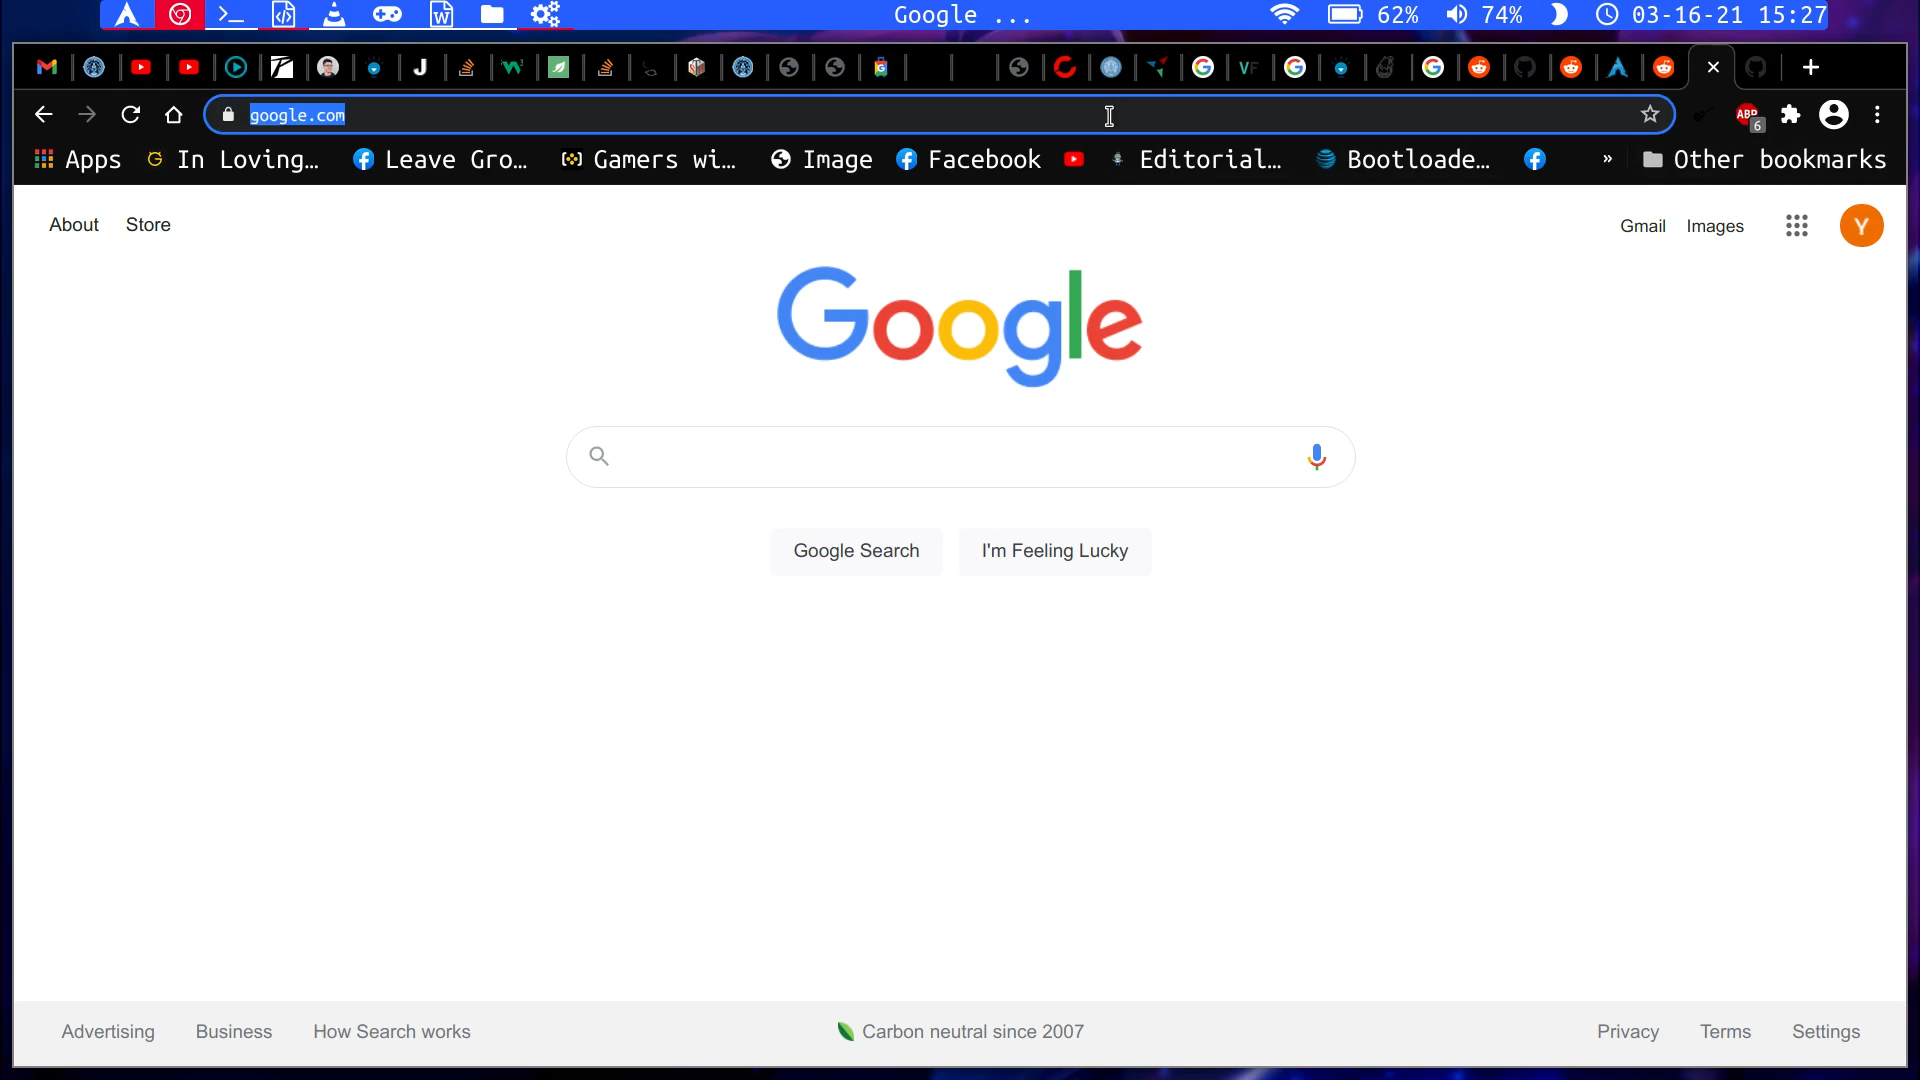 Google ... 62% 74% 03-16-21 15:27
google.com ABP 6
Apps In Loving... Leave Gro... Gamers wi... Image Facebook Editorial... Bootloade... » Other bookmarks
About Store Gmail Images Y
Google
Google Search I'm Feeling Lucky
Advertising Business How Search works Carbon neutral since 2007 Privacy Terms Settings